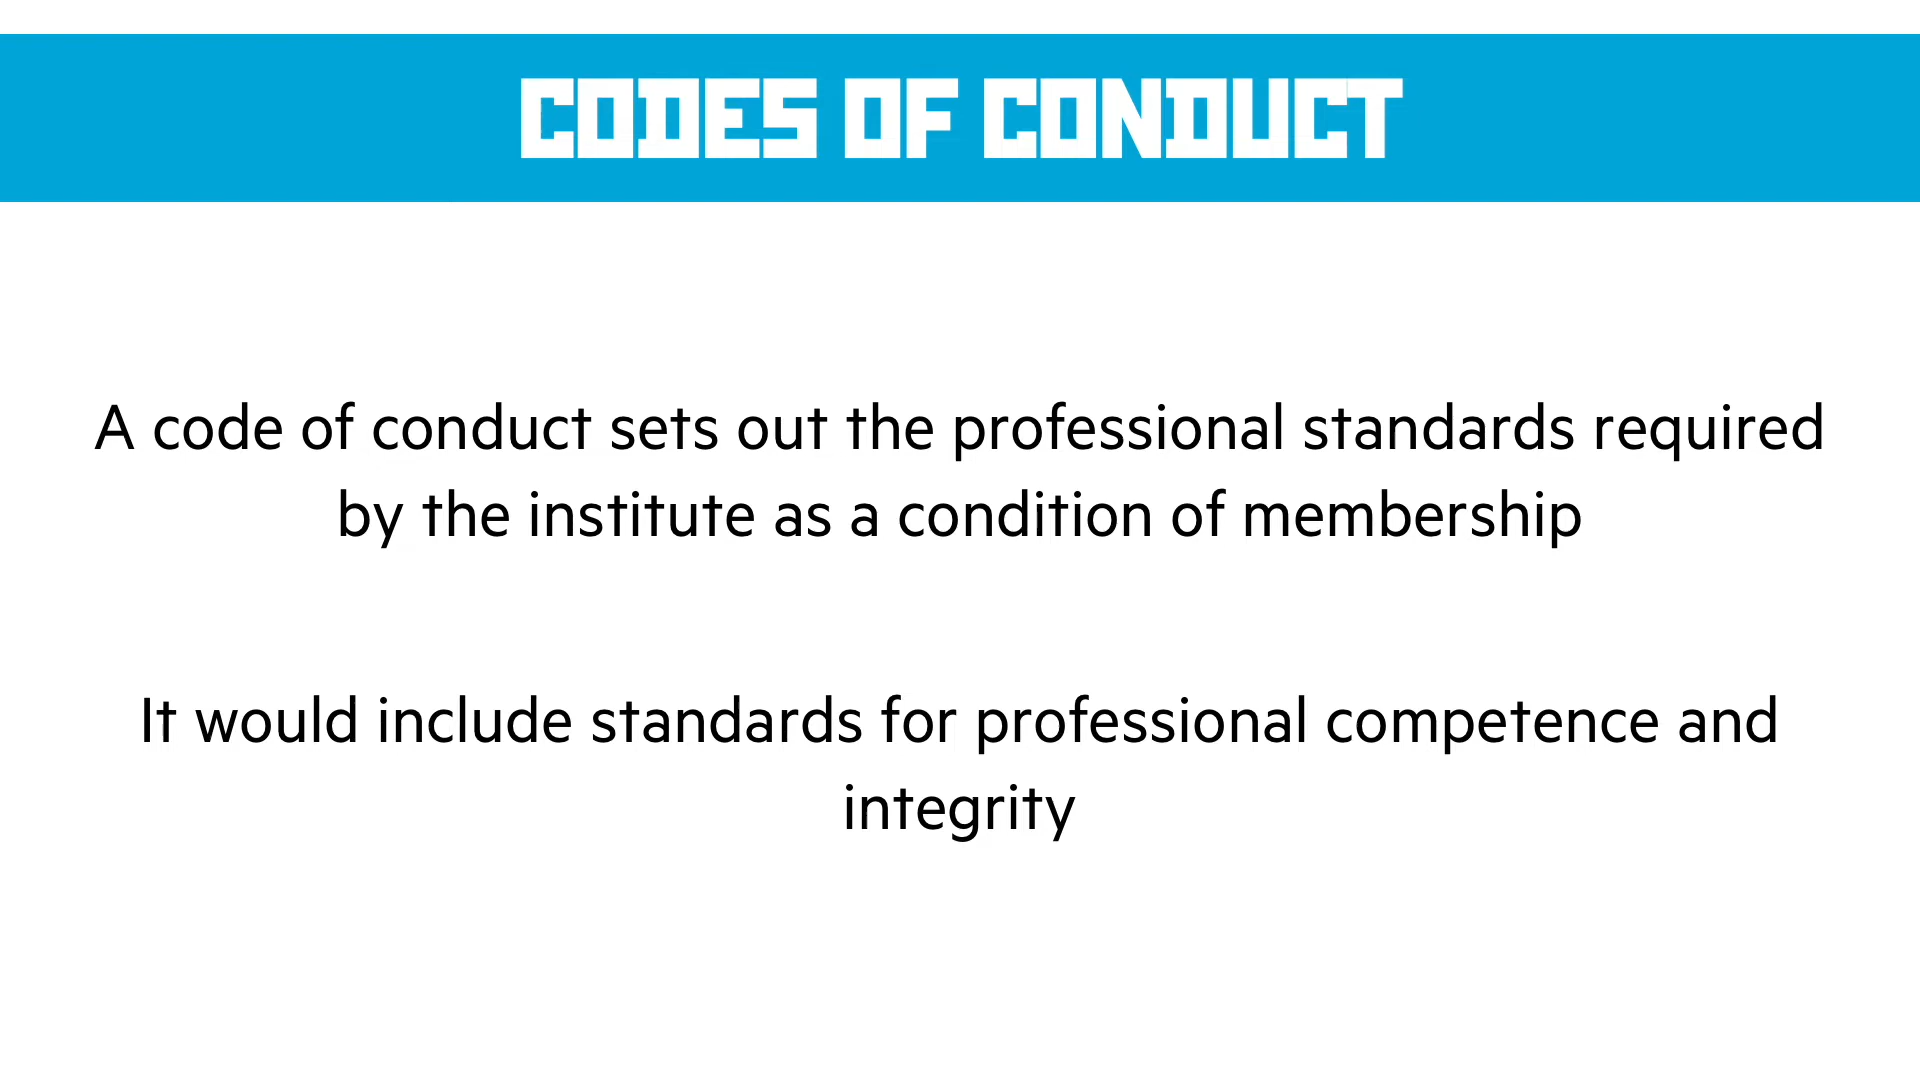 CODES OF CONDUCT
A code of conduct sets out the professional standards required
by the institute as a condition of membership
It would include standards for professional competence and
integrity